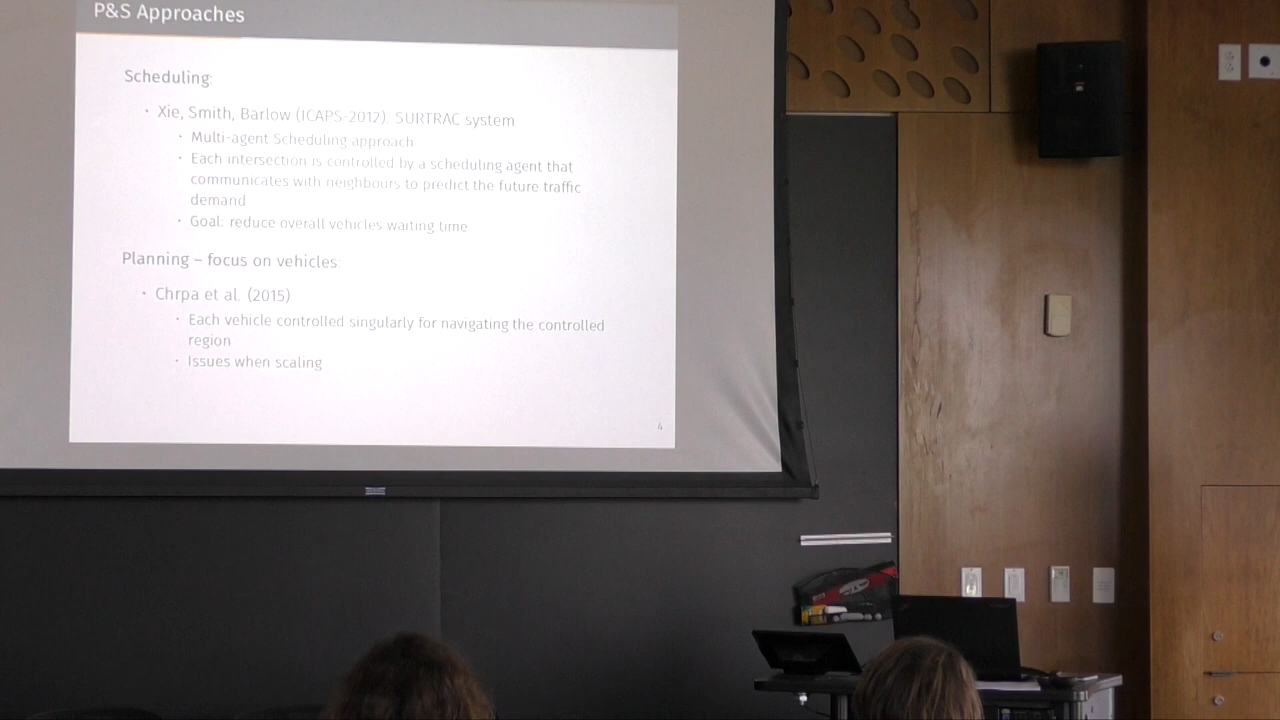 P&S Approaches
Scheduling:
· Xie, Smith, Barlow (ICAPS-2012). SURTRAC system
· Multi-agent Scheduling approach
· Each intersection is controlled by a scheduling agent that
communicates with neighbours to predict the future traffic
demand
· Goal: reduce overall vehicles waiting time
Planning – focus on vehicles:
· Chrpa et al. (2015)
· Each vehicle controlled singularly for navigating the controlled
region
· Issues when scaling
4